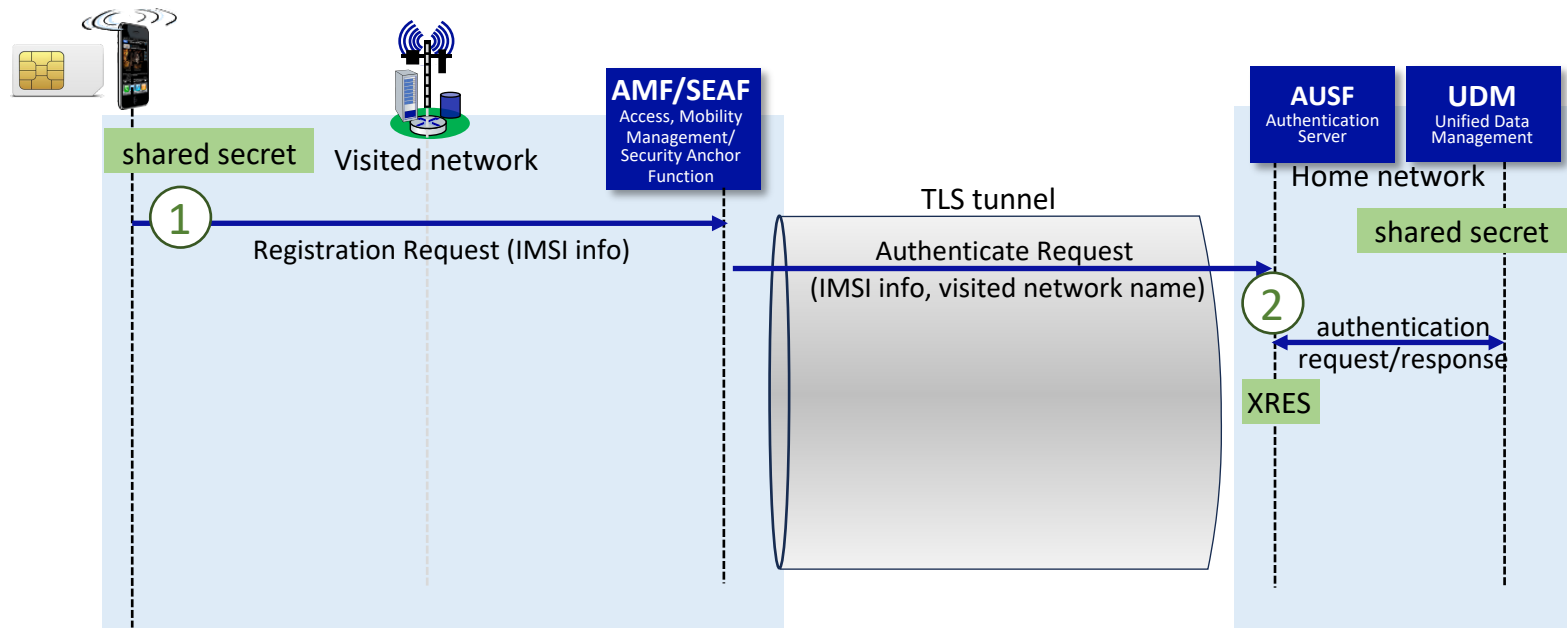 AMF/SEAF
Access, Mobility
Management/
Security Anchor
Function
AUSF
Authentication
Server
UDM
Unified Data
Management
shared secret
Visited network
Home network
1
Registration Request (IMSI info)
TLS tunnel
shared secret
Authenticate Request
(IMSI info, visited network name)
2
authentication
request/response
XRES